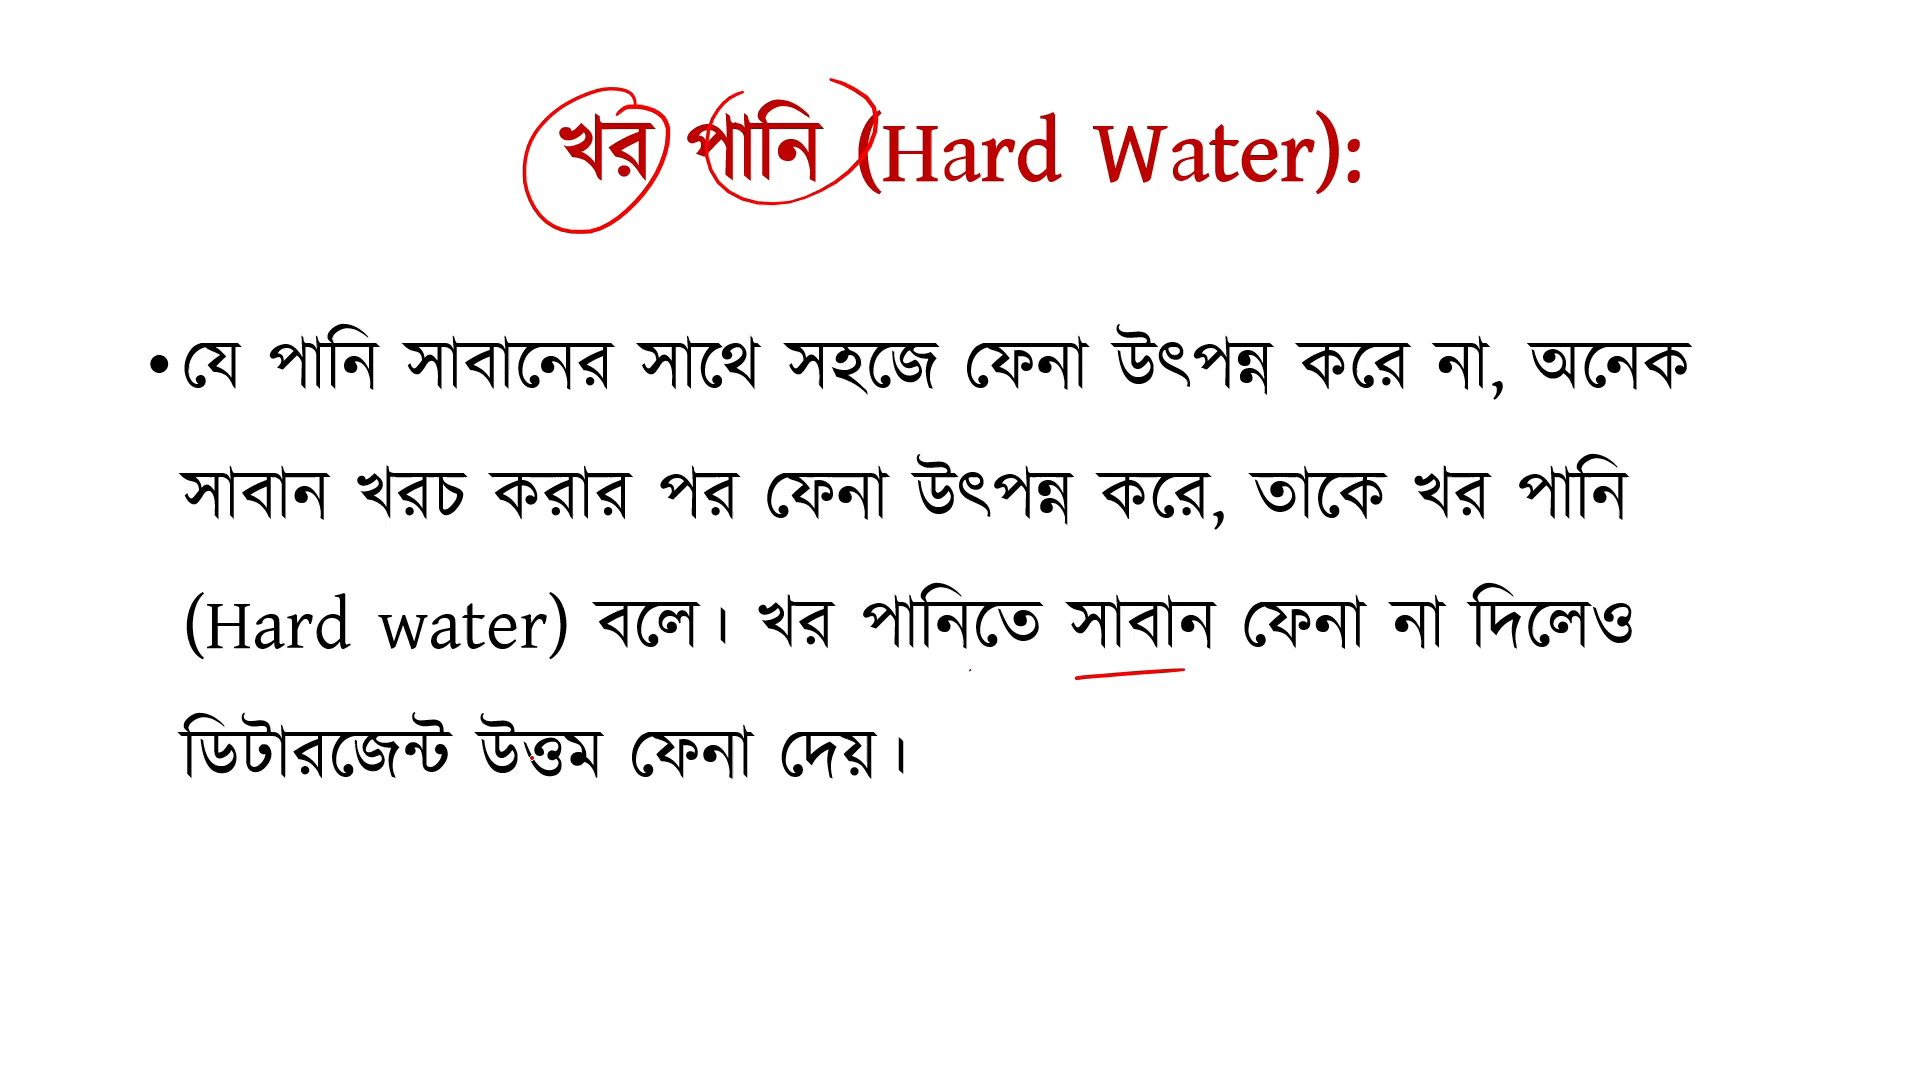 খর পানি (Hard Water):
• যে পানি সাবানের সাথে সহজে ফেনা উৎপন্ন করে না, অনেক
সাবান খরচ করার পর ফেনা উৎপন্ন করে, তাকে খর পানি
(Hard water) বলে। খর পানিতে সাবান ফেনা না দিলেও
ডিটারজেন্ট উত্তম ফেনা দেয়।